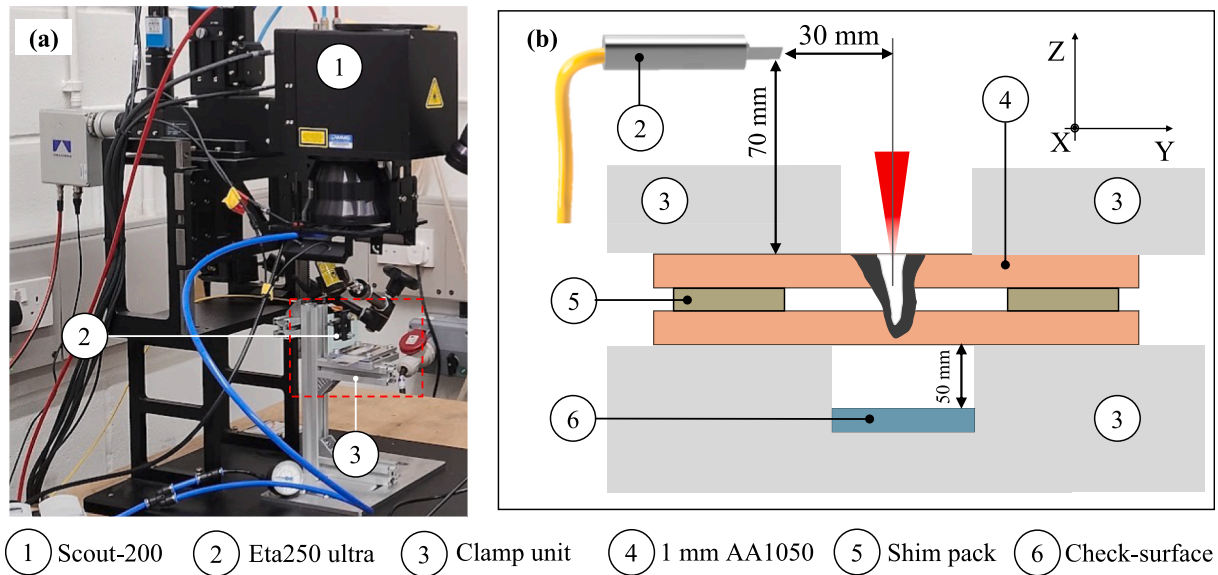 (a)
1
2
3
(b)
30 mm
70 mm
50 mm
Z
X
Y
2
4
3
3
5
6
3
1 Scout-200 2 Eta250 ultra 3 Clamp unit 4 1 mm AA1050 5 Shim pack 6 Check-surface